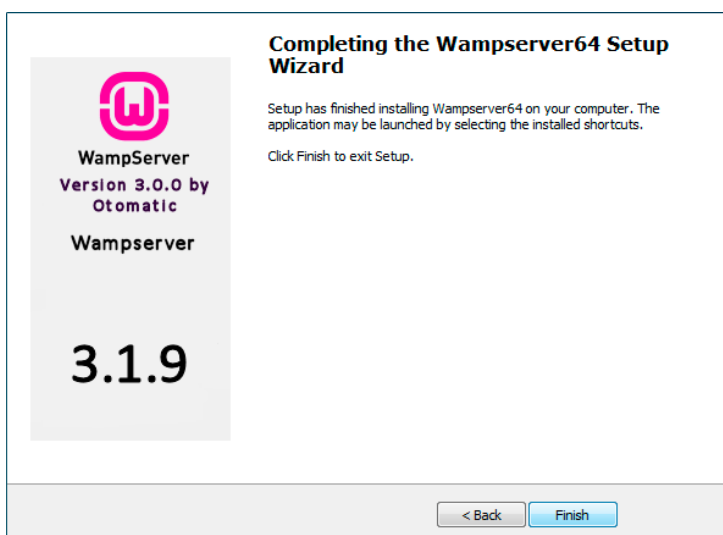 Completing the Wampserver64 Setup
Wizard
Setup has finished installing Wampserver64 on your computer. The
application may be launched by selecting the installed shortcuts.
Click Finish to exit Setup.
W
WampServer
Version 3.0.0 by
Otomatic
Wampserver
3.1.9
< Back
Finish